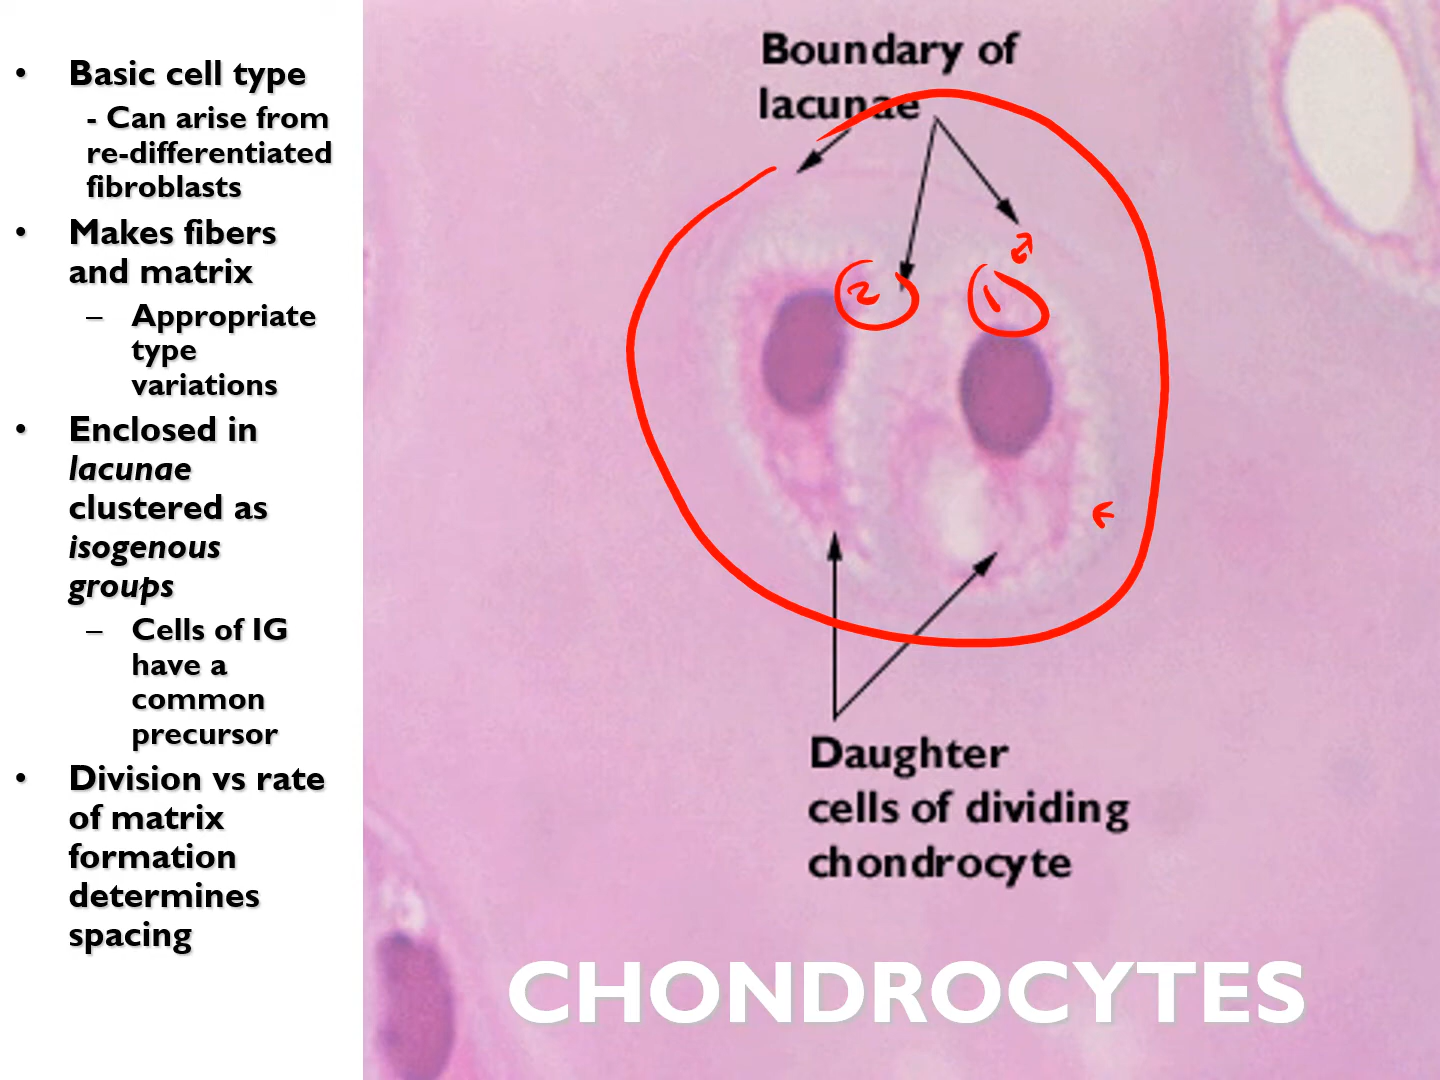 • Basic cell type
- Can arise from
re-differentiated
fibroblasts
• Makes fibers
and matrix
– Appropriate
type
variations
• Enclosed in
lacunae
clustered as
isogenous
groups
– Cells of IG
have a
common
precursor
• Division vs rate
of matrix
formation
determines
spacing
Boundary of
lacunae
2
1
Daughter
cells of dividing
chondrocyte
CHONDROCYTES